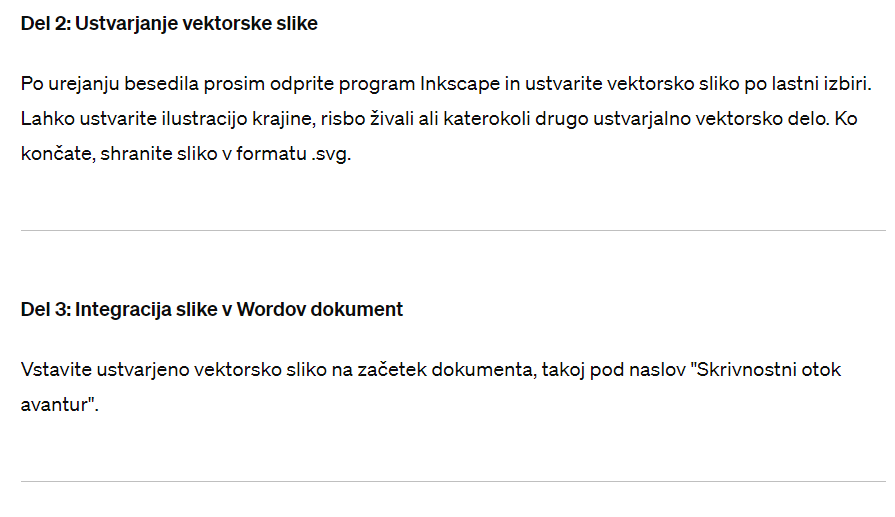 Del 2: Ustvarjanje vektorske slike
Po urejanju besedila prosim odprite program Inkscape in ustvarite vektorsko sliko po lastni izbiri.
Lahko ustvarite ilustracijo krajine, risbo živali ali katerokoli drugo ustvarjalno vektorsko delo. Ko
končate, shranite sliko v formatu .svg.
Del 3: Integracija slike v Wordov dokument
Vstavite ustvarjeno vektorsko sliko na začetek dokumenta, takoj pod naslov "Skrivnostni otok
avantur".